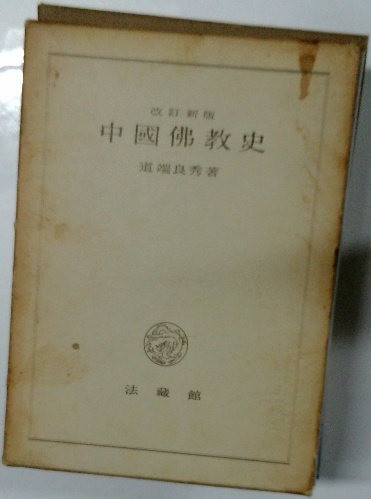 改訂新版
中國佛教史
道端良秀著
法藏館